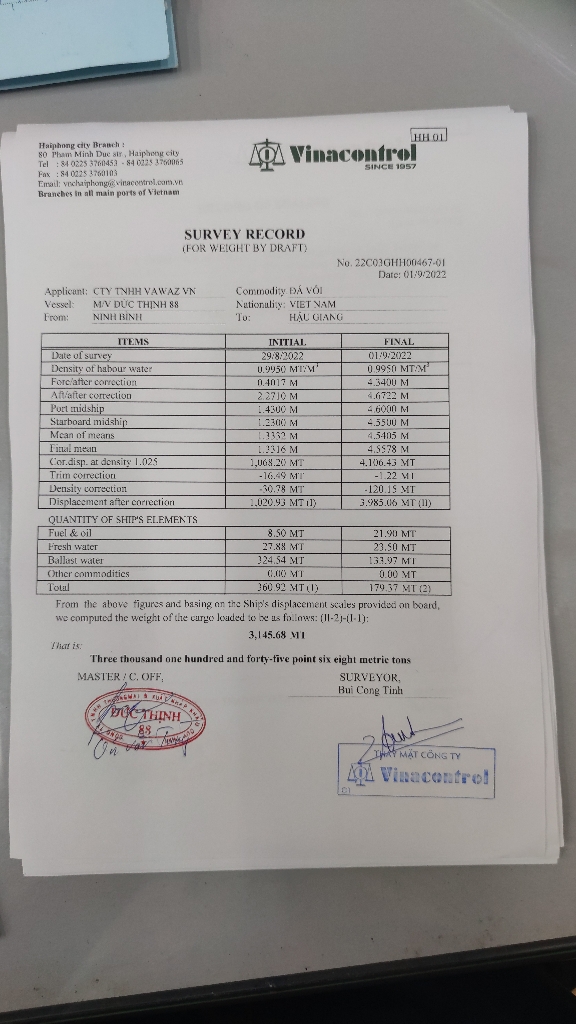 HH 01
Haiphong city Branch :
80 Pham Minh Duc str., Haiphong city
Tel : 84 0225 3760453 - 84 0225 3760065
Fax : 84 0225 3760103
Email: vnchaiphong@vinacontrol.com.vn
Branches in all main ports of Vietnam
Vinacontrol
SINCE 1957
SURVEY RECORD
(FOR WEIGHT BY DRAFT)
No. 22C03GHH00467-01
Date: 01/9/2022
Applicant: CTY TNHH VAWAZ VN Commodity ĐÁ VÔI
Vessel: M/V ĐỨC THỊNH 88 Nationality: VIET NAM
From: NINH BÌNH To: HẬU GIANG
ITEMS INITIAL FINAL
Date of survey 29/8/2022 01/9/2022
Density of habour water 0.9950 MT/M³ 0.9950 MT/M³
Fore/after correction 0.4017 M 4.3400 M
Aft/after correction 2.2710 M 4.6722 M
Port midship 1.4300 M 4.6000 M
Starboard midship 1.2300 M 4.5500 M
Mean of means 1.3332 M 4.5405 M
Final mean 1.3316 M 4.5578 M
Cor.disp. at density 1.025 1,068.20 MT 4,106.43 MT
Trim correction -16.49 MT -1.22 MT
Density correction -30.78 MT -120.15 MT
Displacement after correction 1,020.93 MT (I) 3,985.06 MT (II)
QUANTITY OF SHIP'S ELEMENTS
Fuel & oil 8.50 MT 21.90 MT
Fresh water 27.88 MT 23.50 MT
Ballast water 324.54 MT 133.97 MT
Other commodities 0.00 MT 0.00 MT
Total 360.92 MT (1) 179.37 MT (2)
From the above figures and basing on the Ship's displacement scales provided on board,
we computed the weight of the cargo loaded to be as follows: (II-2)-(I-1):
3,145.68 MT
That is:
Three thousand one hundred and forty-five point six eight metric tons
MASTER / C. OFF, SURVEYOR,
Bui Cong Tinh
ĐỨC THỊNH
88
THAY MẶT CÔNG TY
Vinacontrol
01